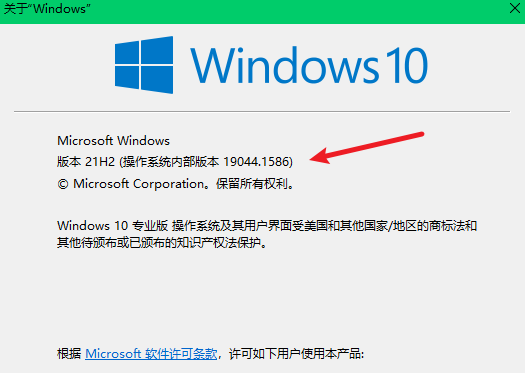 关于“Windows”
Windows 10
Microsoft Windows
版本 21H2 (操作系统内部版本 19044.1586)
© Microsoft Corporation。保留所有权利。
Windows 10 专业版 操作系统及其用户界面受美国和其他国家/地区的商标法和
其他待颁布或已颁布的知识产权法保护。
根据 Microsoft 软件许可条款，许可如下用户使用本产品: